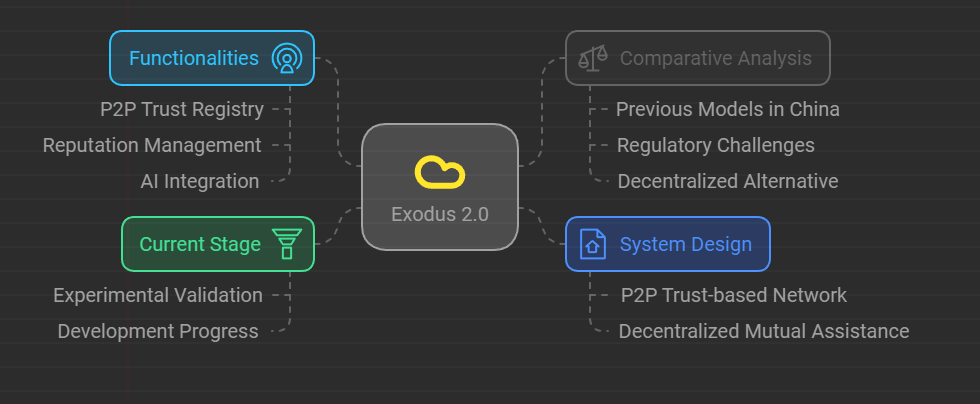 Functionalities
P2P Trust Registry
Reputation Management
AI Integration
Current Stage
Experimental Validation
Development Progress
Exodus 2.0
Comparative Analysis
Previous Models in China
Regulatory Challenges
Decentralized Alternative
System Design
P2P Trust-based Network
Decentralized Mutual Assistance